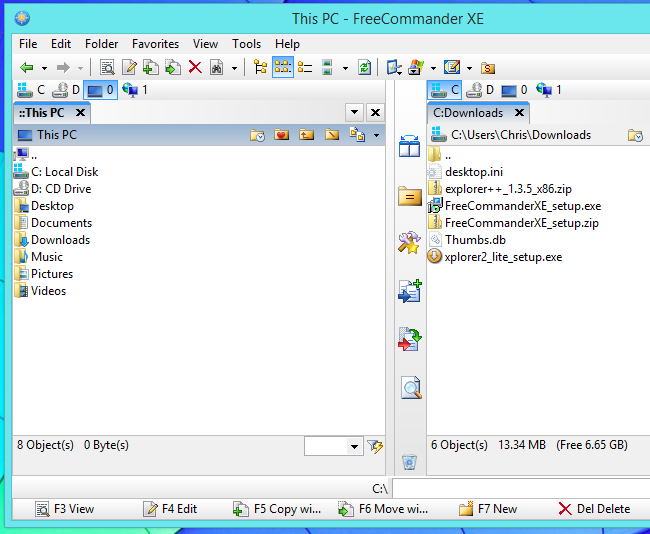 This PC - FreeCommander XE
File Edit Folder Favorites View Tools Help
C D 0 1
C D 0 1
::This PC
C:Downloads
This PC
C:\Users\Chris\Downloads
..
C: Local Disk
D: CD Drive
Desktop
Documents
Downloads
Music
Pictures
Videos
..
desktop.ini
explorer++_1.3.5_x86.zip
FreeCommanderXE_setup.exe
FreeCommanderXE_setup.zip
Thumbs.db
xplorer2_lite_setup.exe
8 Object(s) 0 Byte(s)
6 Object(s) 13.34 MB (Free 6.65 GB)
C:\
F3 View F4 Edit F5 Copy wi... F6 Move wi... F7 New Del Delete